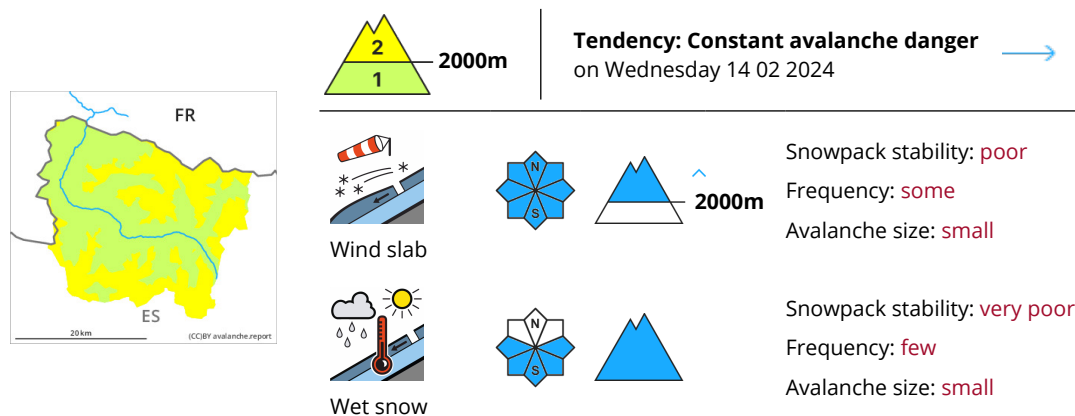 2
1
2000m
Tendency: Constant avalanche danger
on Wednesday 14 02 2024
FR
ES
20 km
(CC)BY avalanche.report
N
S
2000m
Wind slab
Snowpack stability: poor
Frequency: some
Avalanche size: small
N
S
Wet snow
Snowpack stability: very poor
Frequency: few
Avalanche size: small